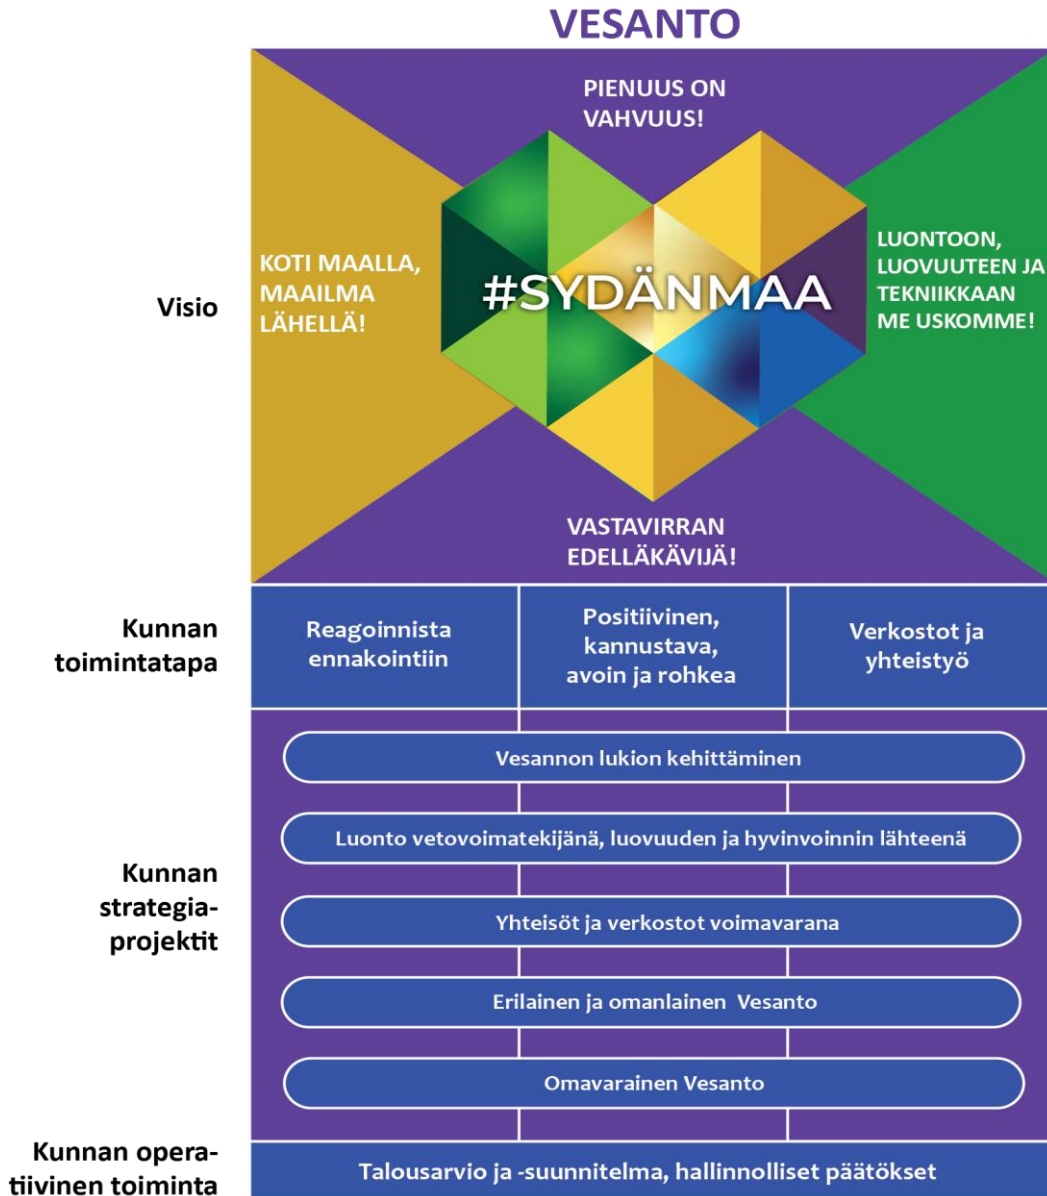 VESANTO
PIENUUS ON
VAHVUUS!
KOTI MAALLA,
MAAILMA
LÄHELLÄ!
#SYDÄNMAA
LUONTOON,
LUOVUUTEEN JA
TEKNIIKKAAN
ME USKOMME!
Visio
VASTAVIRRAN
EDELLÄKÄVIJÄ!
Kunnan
toimintatapa
Reagoinnista
ennakointiin
Positiivinen,
kannustava,
avoin ja rohkea
Verkostot ja
yhteistyö
Kunnan
strategia-
projektit
Vesannon lukion kehittäminen
Luonto vetovoimatekijänä, luovuuden ja hyvinvoinnin lähteenä
Yhteisöt ja verkostot voimavarana
Erilainen ja omanlainen Vesanto
Omavarainen Vesanto
Kunnan opera-
tiivinen toiminta
Talousarvio ja -suunnitelma, hallinnolliset päätökset